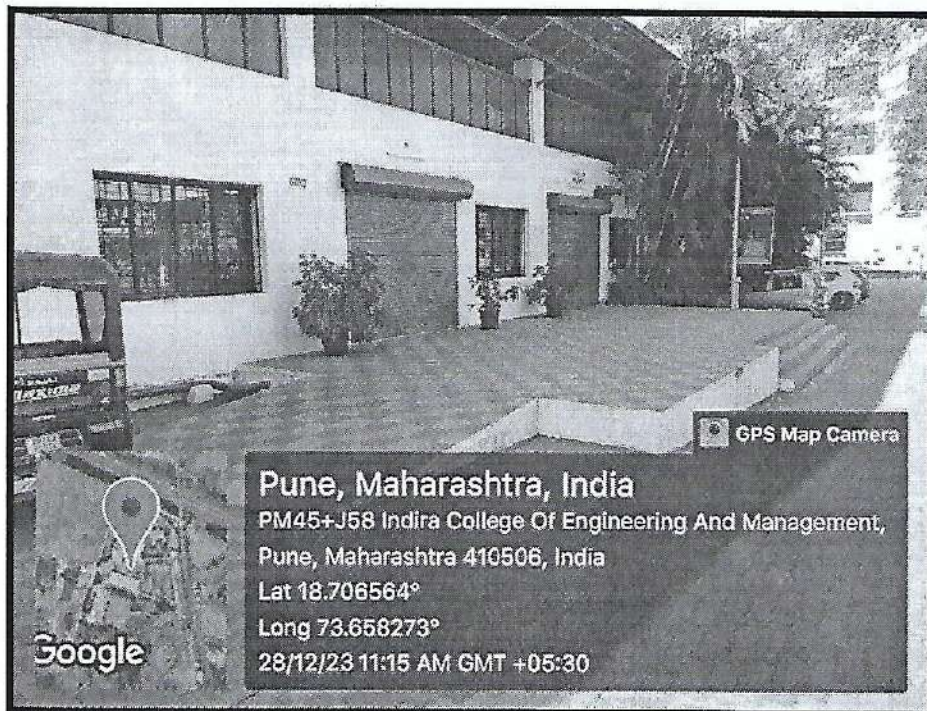 GPS Map Camera
Pune, Maharashtra, India
PM45+J58 Indira College Of Engineering And Management,
Pune, Maharashtra 410506, India
Lat 18.706564°
Long 73.658273°
28/12/23 11:15 AM GMT +05:30
Google